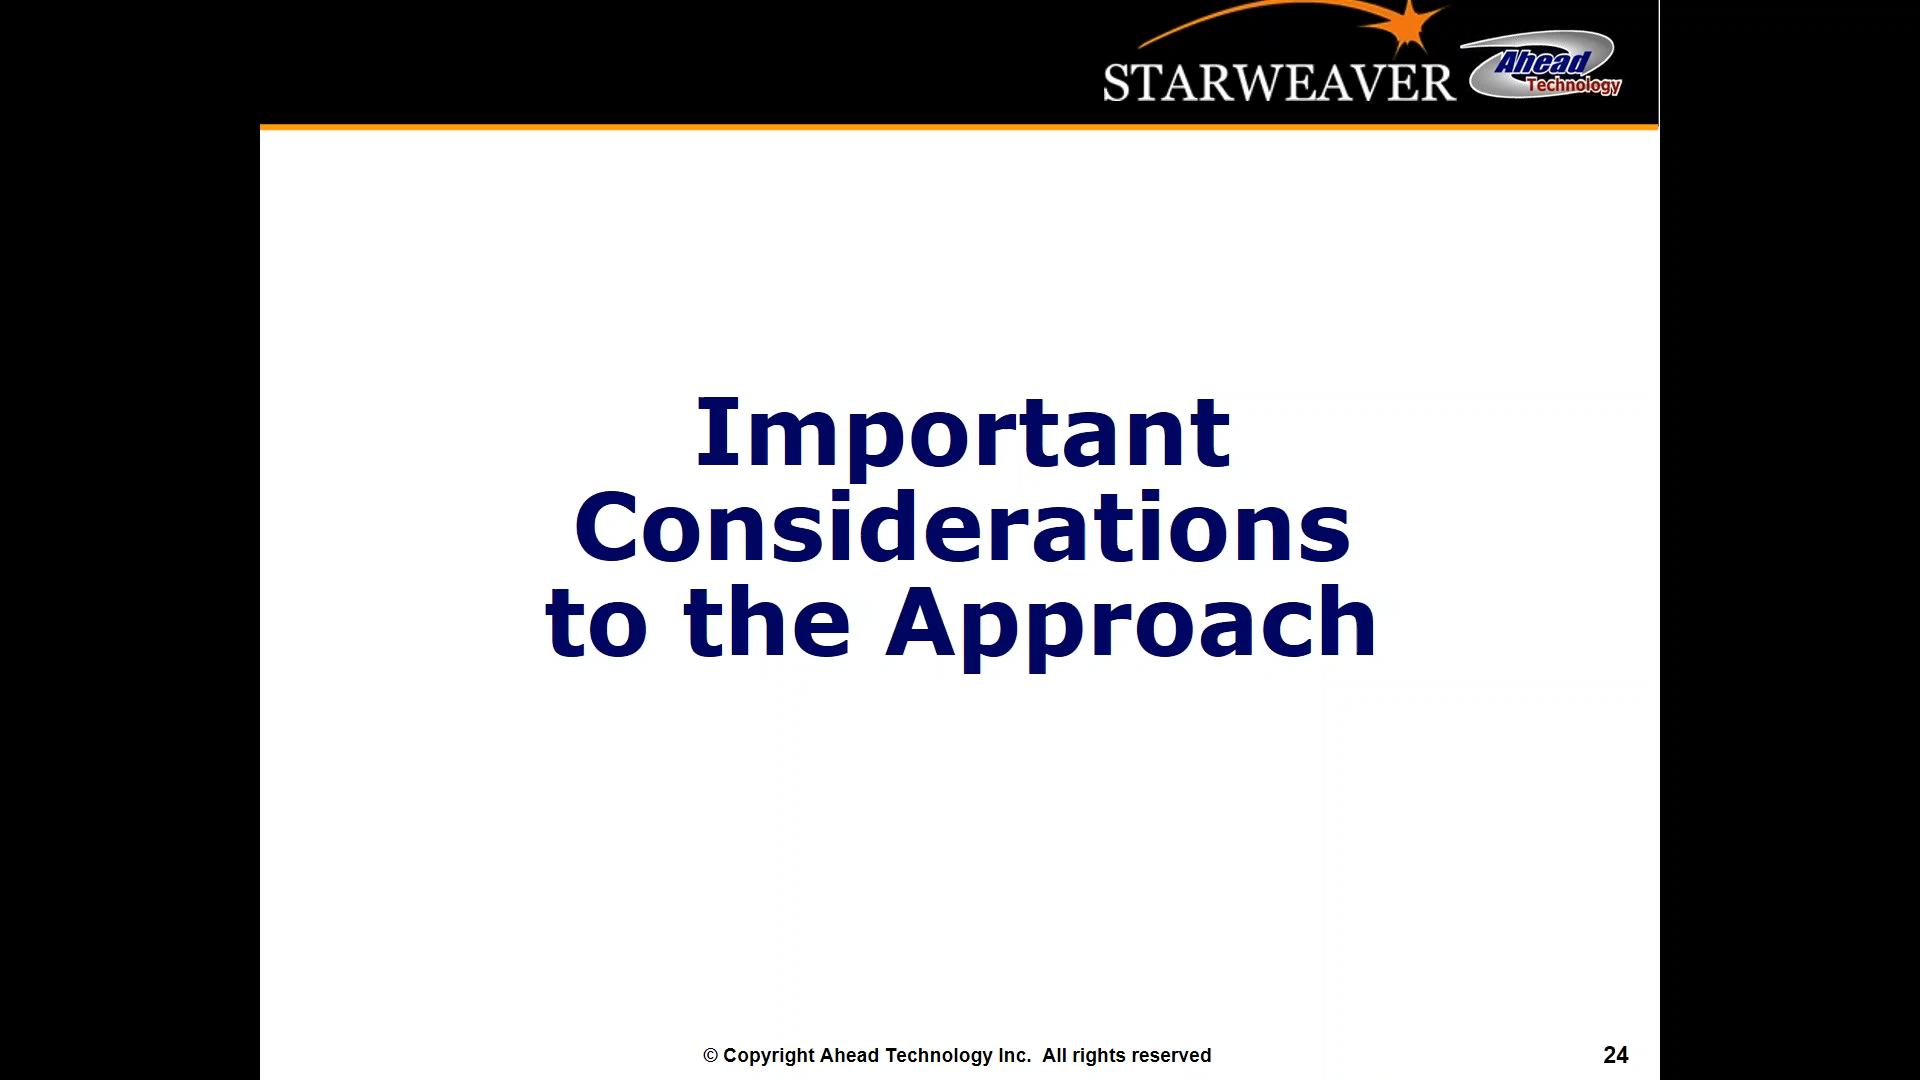 STARWEAVER
Ahead
Technology
Important
Considerations
to the Approach
© Copyright Ahead Technology Inc. All rights reserved
24